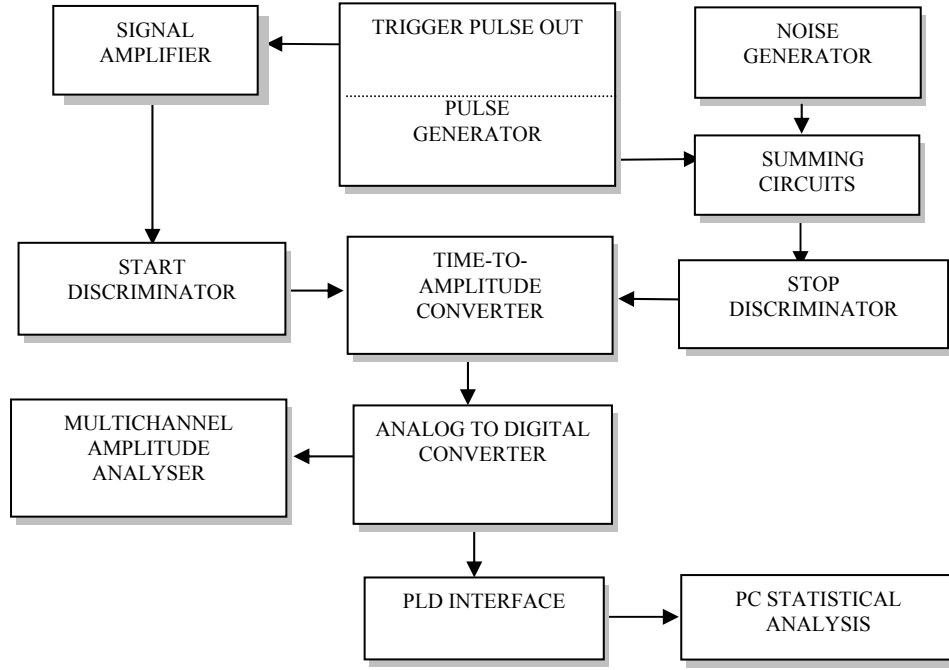 SIGNAL
AMPLIFIER
TRIGGER PULSE OUT
PULSE
GENERATOR
NOISE
GENERATOR
SUMMING
CIRCUITS
START
DISCRIMINATOR
TIME-TO-
AMPLITUDE
CONVERTER
STOP
DISCRIMINATOR
MULTICHANNEL
AMPLITUDE
ANALYSER
ANALOG TO DIGITAL
CONVERTER
PLD INTERFACE
PC STATISTICAL
ANALYSIS